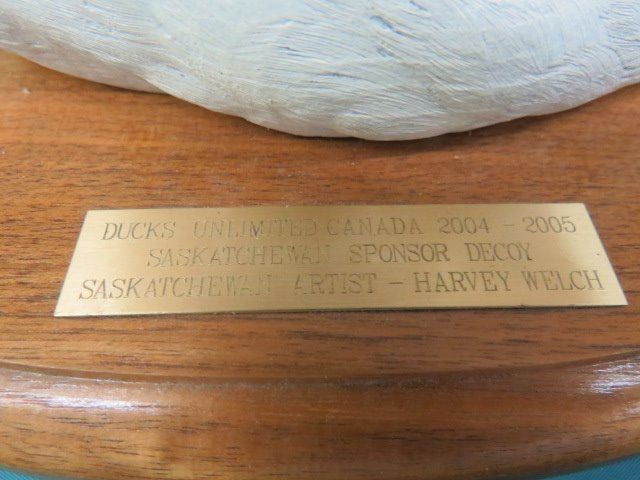 DUCKS UNLIMITED CANADA 2004 - 2005
SASKATCHEWAN SPONSOR DECOY
SASKATCHEWAN ARTIST - HARVEY WELCH